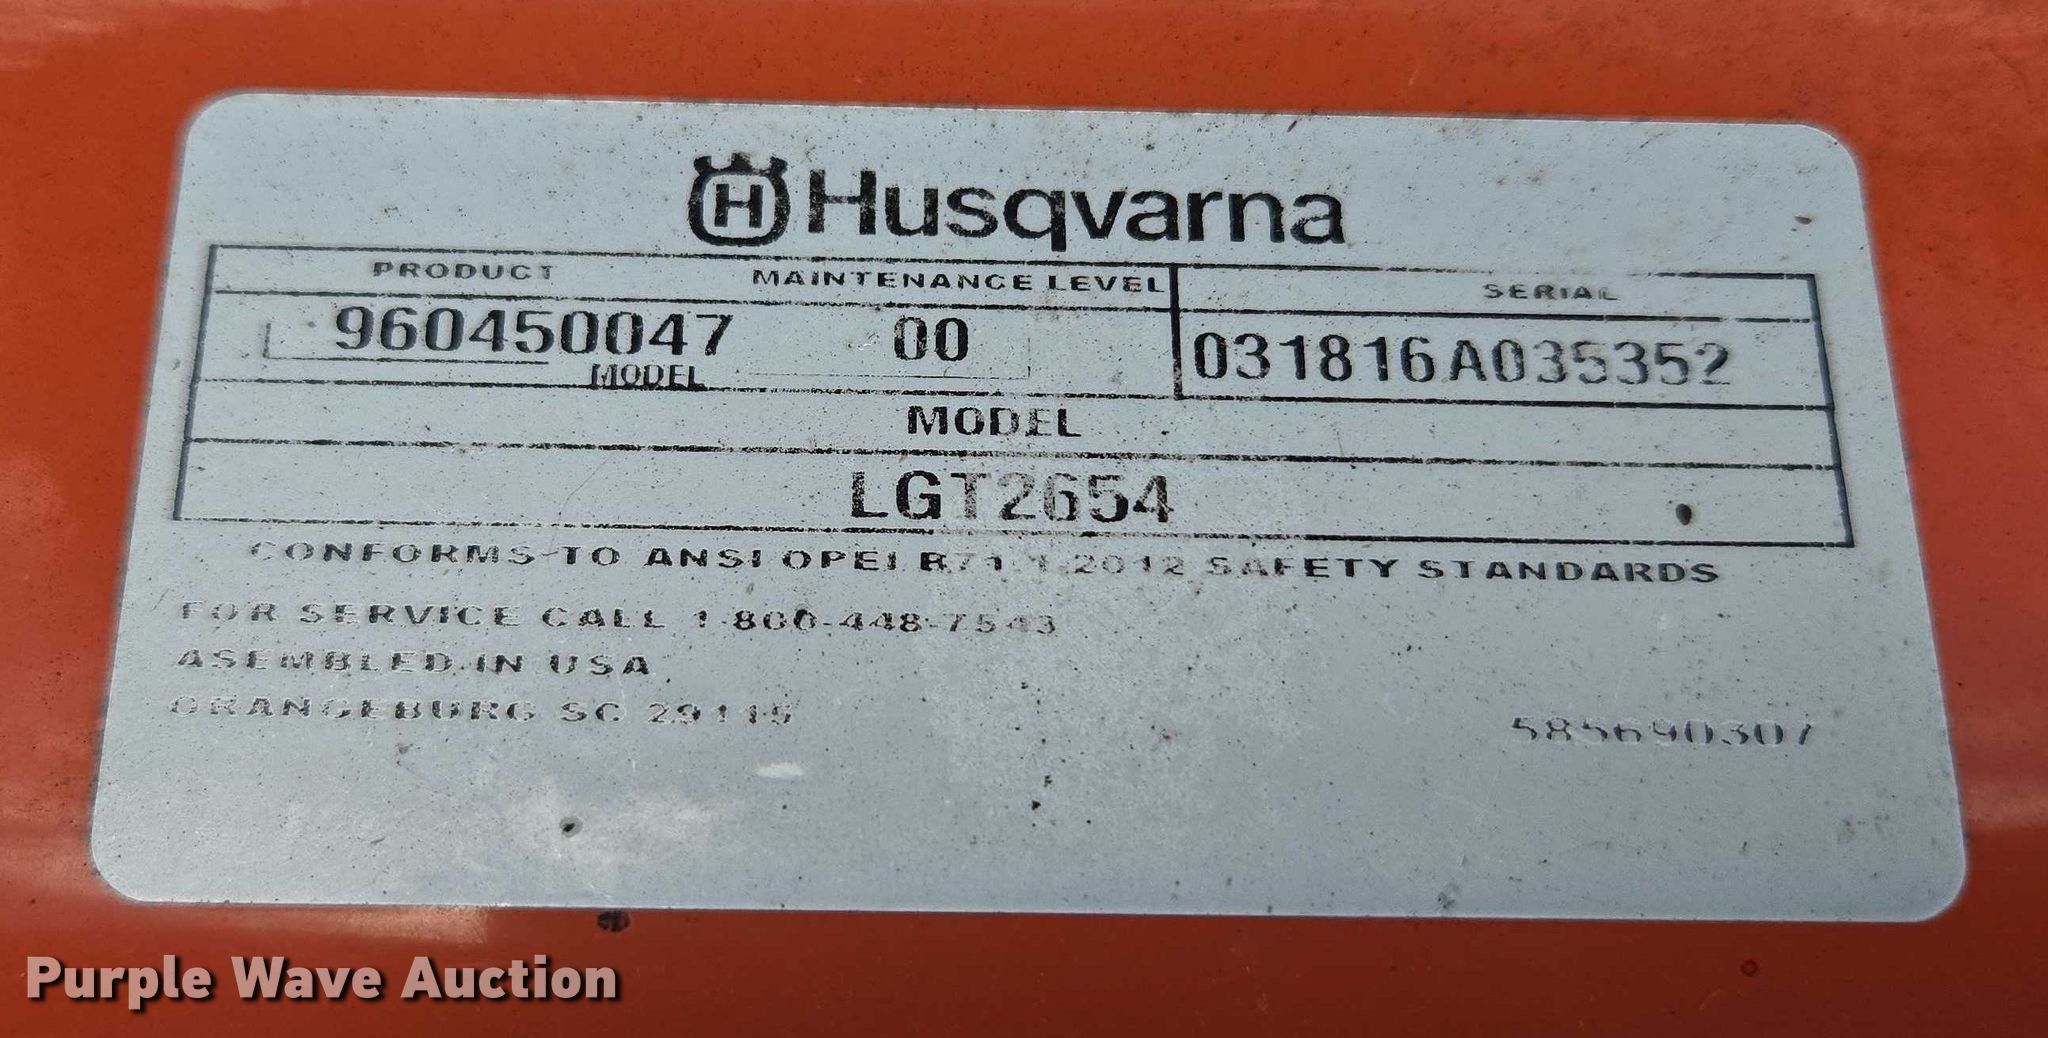 Husqvarna
PRODUCT MAINTENANCE LEVEL SERIAL
960450047 00 031816A035352
MODEL
MODEL
LGT2654
CONFORMS TO ANSI OPEI B71.1-2012 SAFETY STANDARDS
FOR SERVICE CALL 1-800-448-7543
ASEMBLED IN USA
ORANGEBURG SC 29115
585690307
Purple Wave Auction